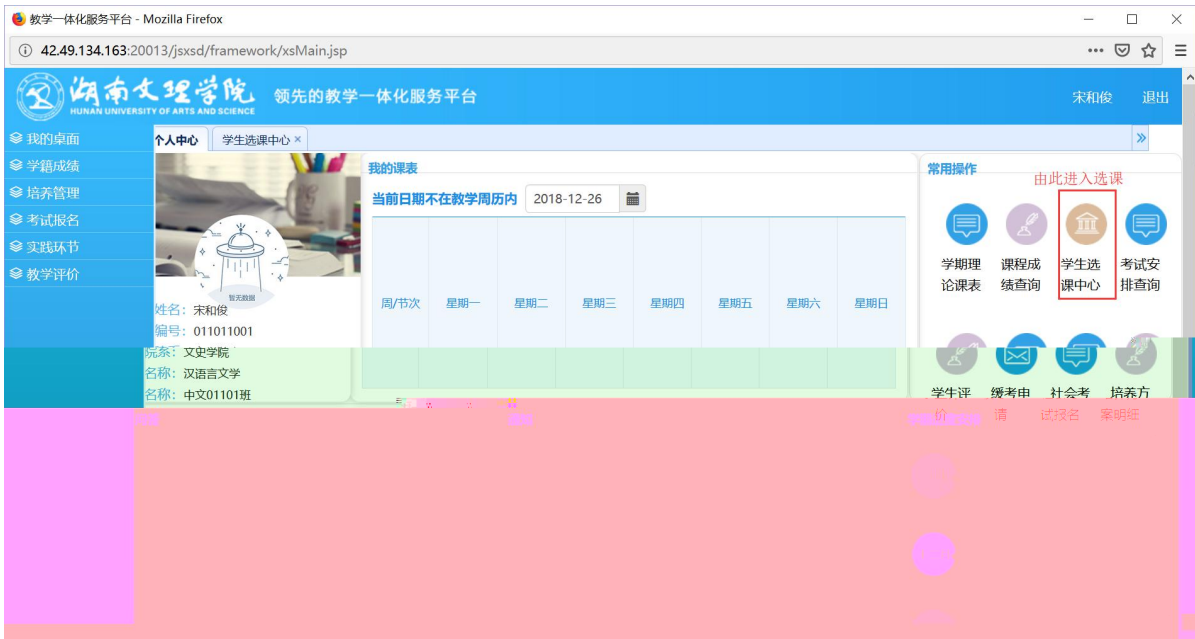 教学一体化服务平台 - Mozilla Firefox
42.49.134.163:20013/jsxsd/framework/xsMain.jsp
湖南文理学院
HUNAN UNIVERSITY OF ARTS AND SCIENCE
领先的教学一体化服务平台
宋和俊 退出
我的桌面
学籍成绩
培养管理
考试报名
实践环节
教学评价
个人中心 学生选课中心 ×
暂无数据
姓名: 宋和俊
编号: 011011001
院系: 文史学院
名称: 汉语言文学
名称: 中文01101班
我的课表
当前日期不在教学周历内 2018-12-26
周/节次 星期一 星期二 星期三 星期四 星期五 星期六 星期日
常用操作
由此进入选课
学期理 课程成 学生选 考试安
论课表 绩查询 课中心 排查询
学生评 缓考申 社会考 培养方
价 请 试报名 案明细